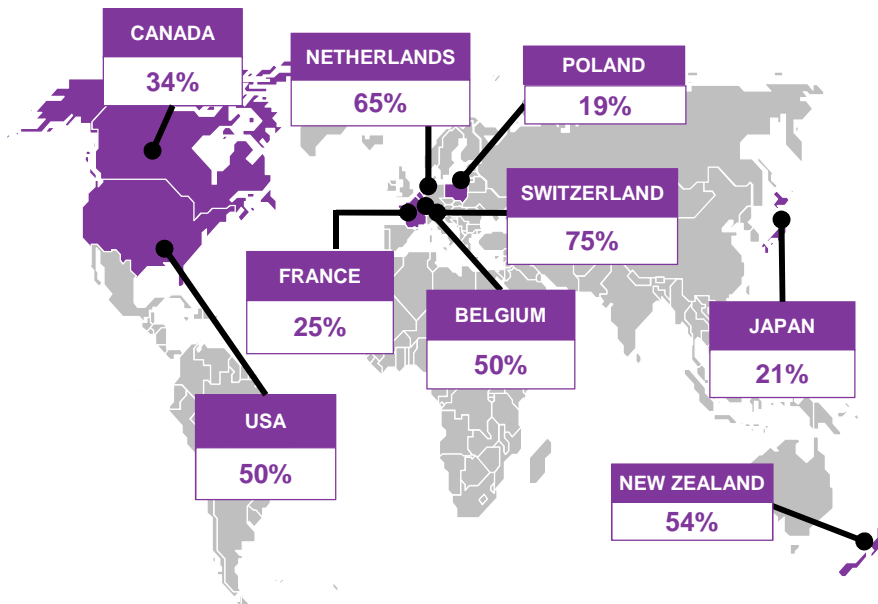 CANADA
34%
NETHERLANDS
65%
POLAND
19%
SWITZERLAND
75%
FRANCE
25%
BELGIUM
50%
JAPAN
21%
USA
50%
NEW ZEALAND
54%